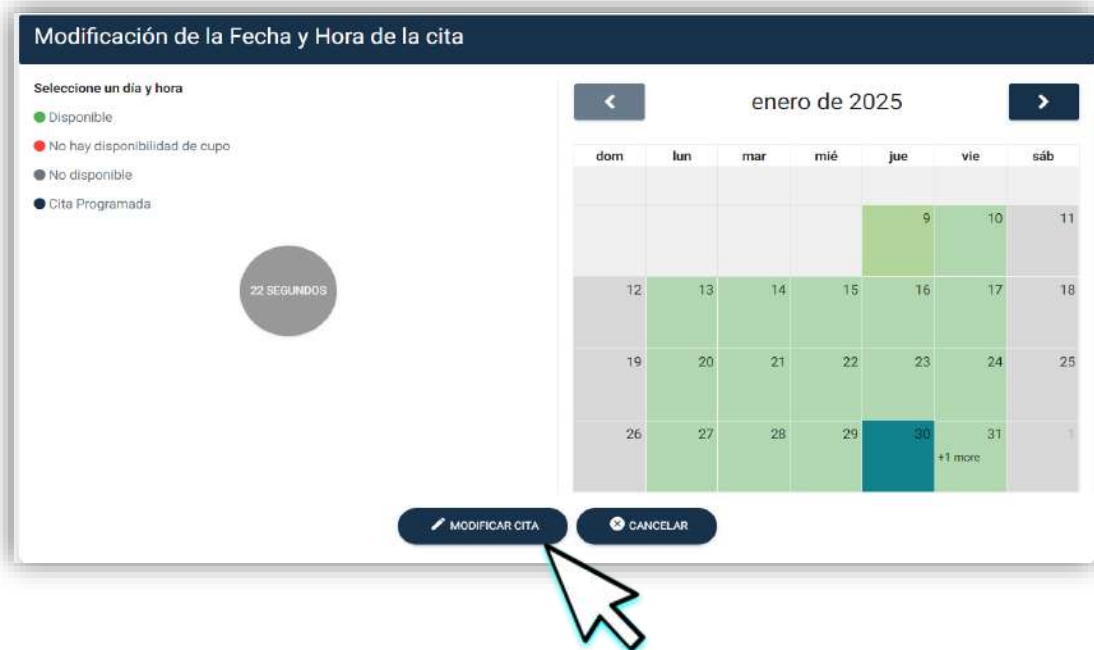 Modificación de la Fecha y Hora de la cita
Seleccione un día y hora
Disponible
No hay disponibilidad de cupo
No disponible
Cita Programada
22 SEGUNDOS
enero de 2025
dom lun mar mié jue vie sáb
9 10 11
12 13 14 15 16 17 18
19 20 21 22 23 24 25
26 27 28 29 30 31 1
+1 more
MODIFICAR CITA CANCELAR